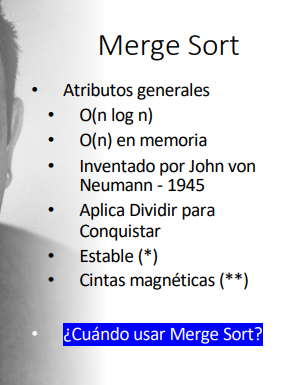 Merge Sort
• Atributos generales
• O(n log n)
• O(n) en memoria
• Inventado por John von
Neumann - 1945
• Aplica Dividir para
Conquistar
• Estable (*)
• Cintas magnéticas (**)
• ¿Cuándo usar Merge Sort?